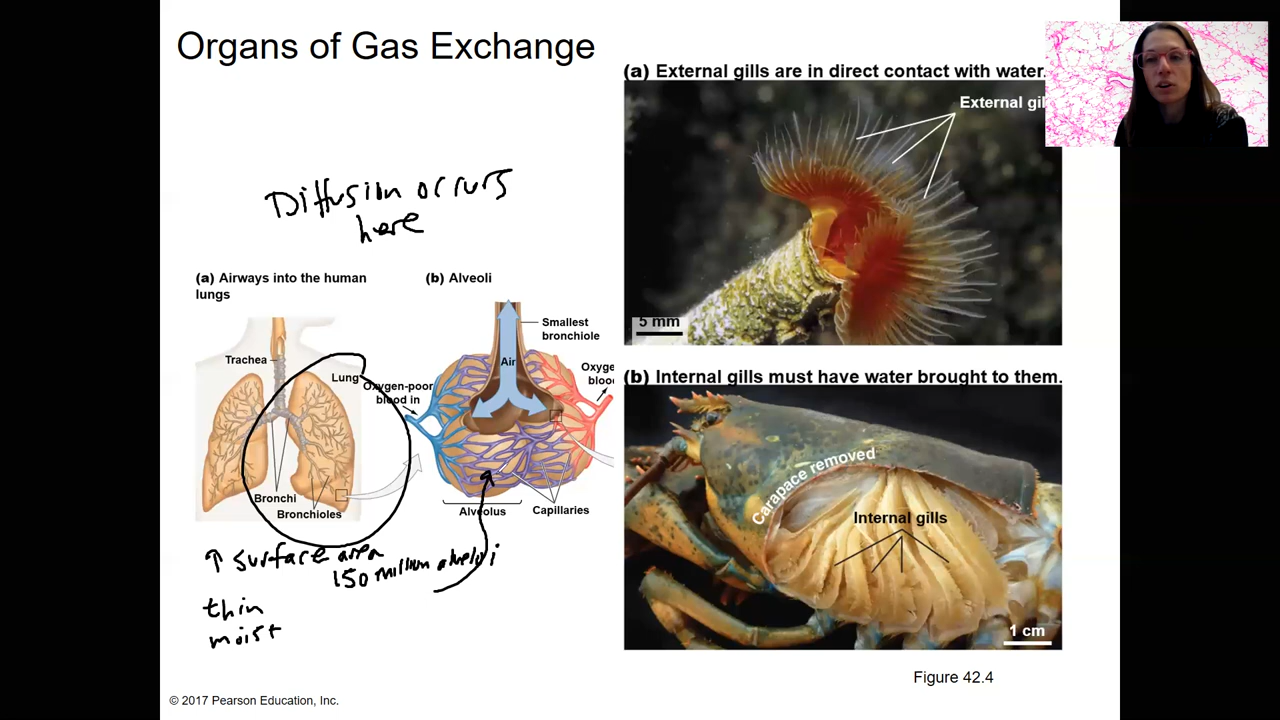 Organs of Gas Exchange
(a) External gills are in direct contact with water.
External gil
Diffusion occurs
here
(a) Airways into the human
lungs
Trachea
Lung
Bronchi
Bronchioles
(b) Alveoli
Smallest
bronchiole
Air
Oxygen-poor
blood in
Oxyge
blood
Alveolus
Capillaries
↑ surface area
150 million alveloi
thin
moist
5 mm
(b) Internal gills must have water brought to them.
Carapace removed
Internal gills
1 cm
Figure 42.4
© 2017 Pearson Education, Inc.